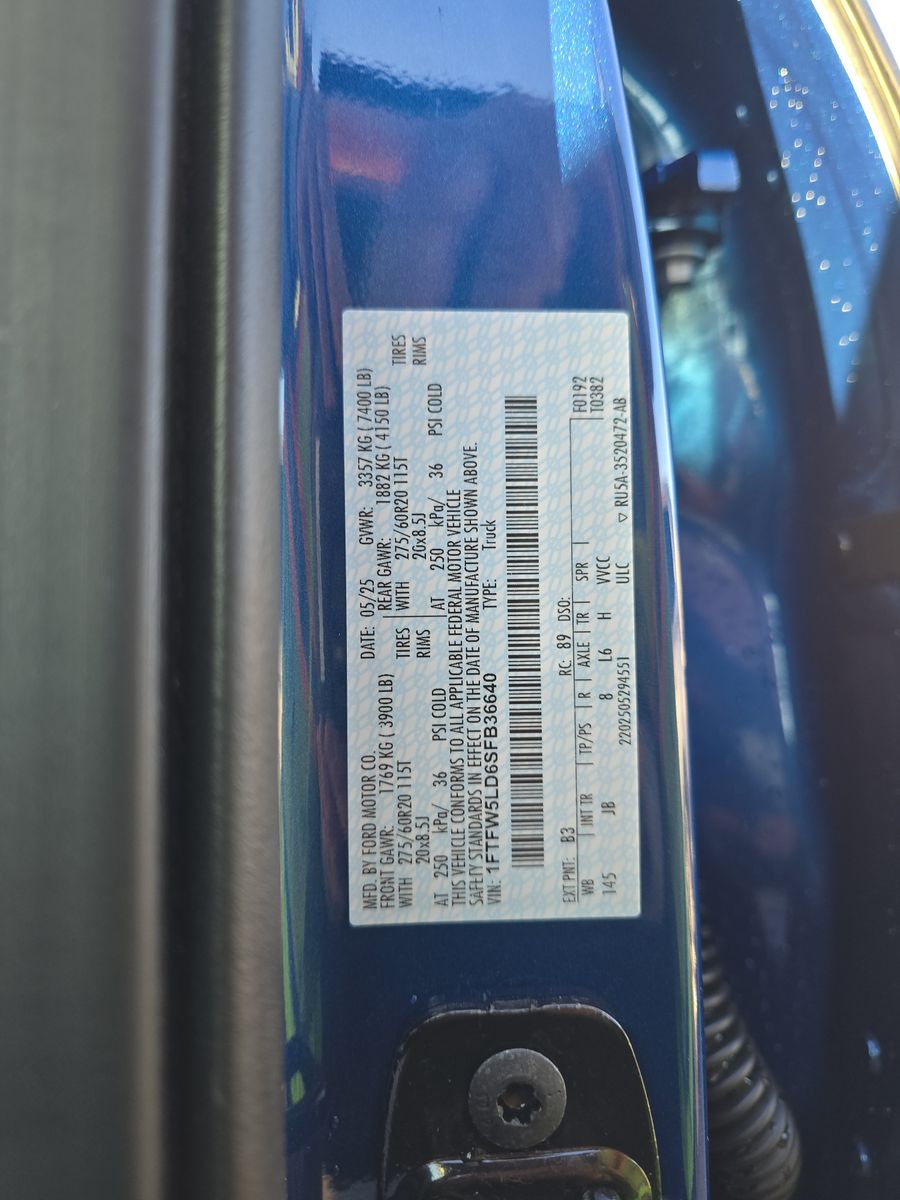 MFD. BY FORD MOTOR CO. DATE: 05/25 GVWR: 3357 KG ( 7400 LB)
FRONT GAWR: 1769 KG ( 3900 LB) REAR GAWR: 1882 KG ( 4150 LB)
WITH 275/60R20 115T TIRES WITH 275/60R20 115T TIRES
20x8.5J RIMS 20x8.5J RIMS
AT 250 kPa/ 36 PSI COLD AT 250 kPa/ 36 PSI COLD
THIS VEHICLE CONFORMS TO ALL APPLICABLE FEDERAL MOTOR VEHICLE
SAFETY STANDARDS IN EFFECT ON THE DATE OF MANUFACTURE SHOWN ABOVE.
VIN: 1FTFW5LD6SFB36640 TYPE: Truck
EXT PNT: B3 RC: 89 DSO: F0192
WB INT TR TP/PS R AXLE TR SPR T0382
145 JB 8 L6 H VVCC
2202505294551 ULC ▽ RU5A-3520472-AB